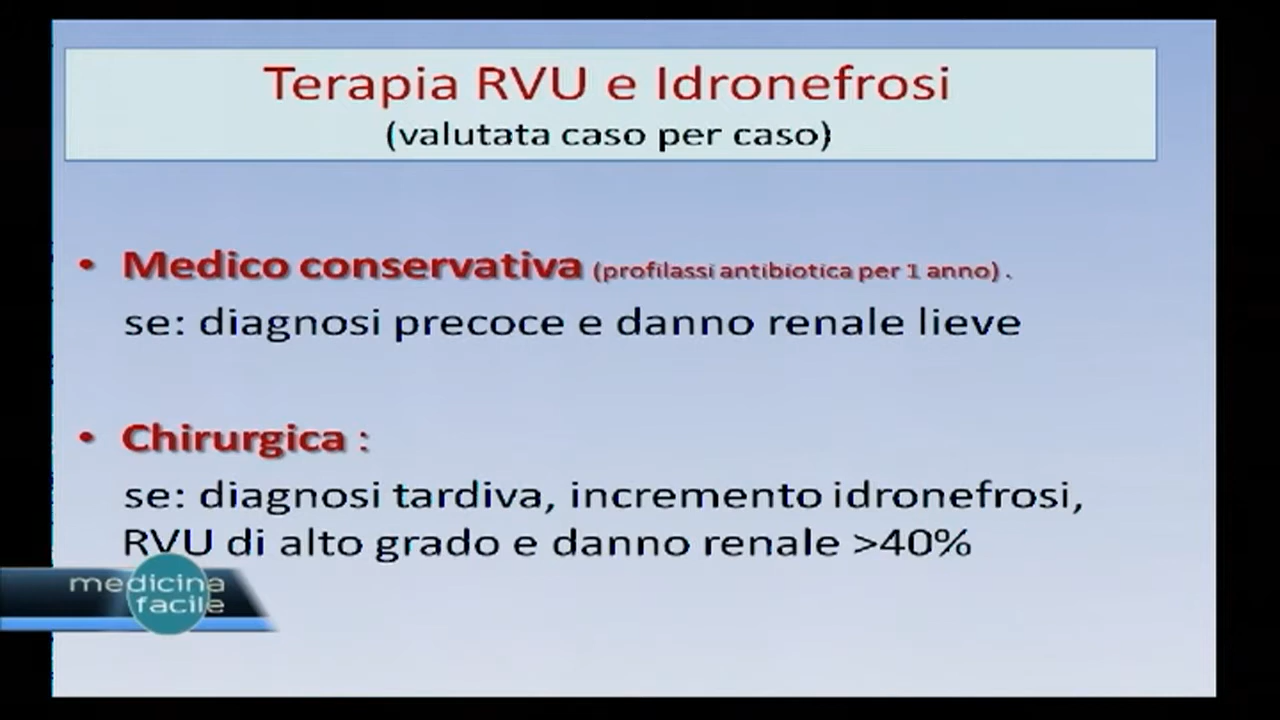 Terapia RVU e Idronefrosi
(valutata caso per caso)
• Medico conservativa (profilassi antibiotica per 1 anno) .
se: diagnosi precoce e danno renale lieve
• Chirurgica :
se: diagnosi tardiva, incremento idronefrosi,
RVU di alto grado e danno renale >40%
medicina
facile